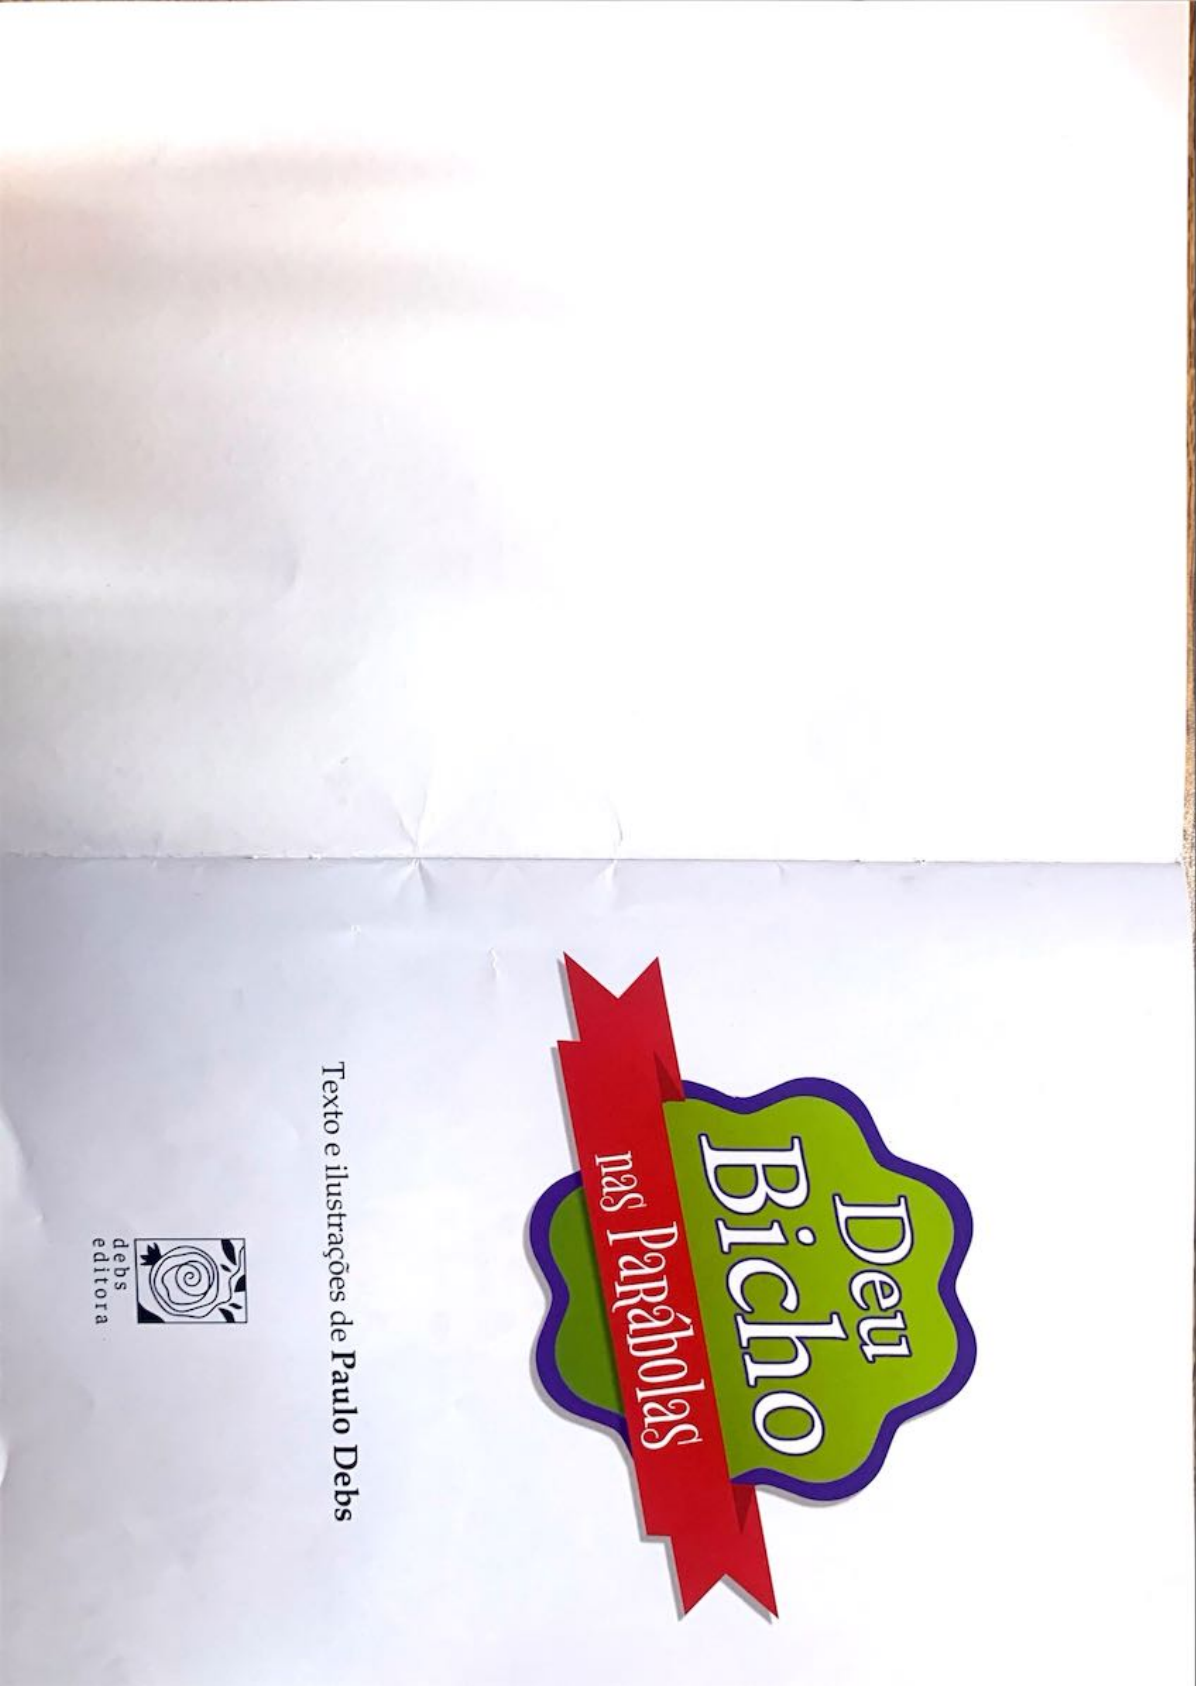 Deu
Bicho
nas Parábolas
Texto e ilustrações de Paulo Debs
debs
editora